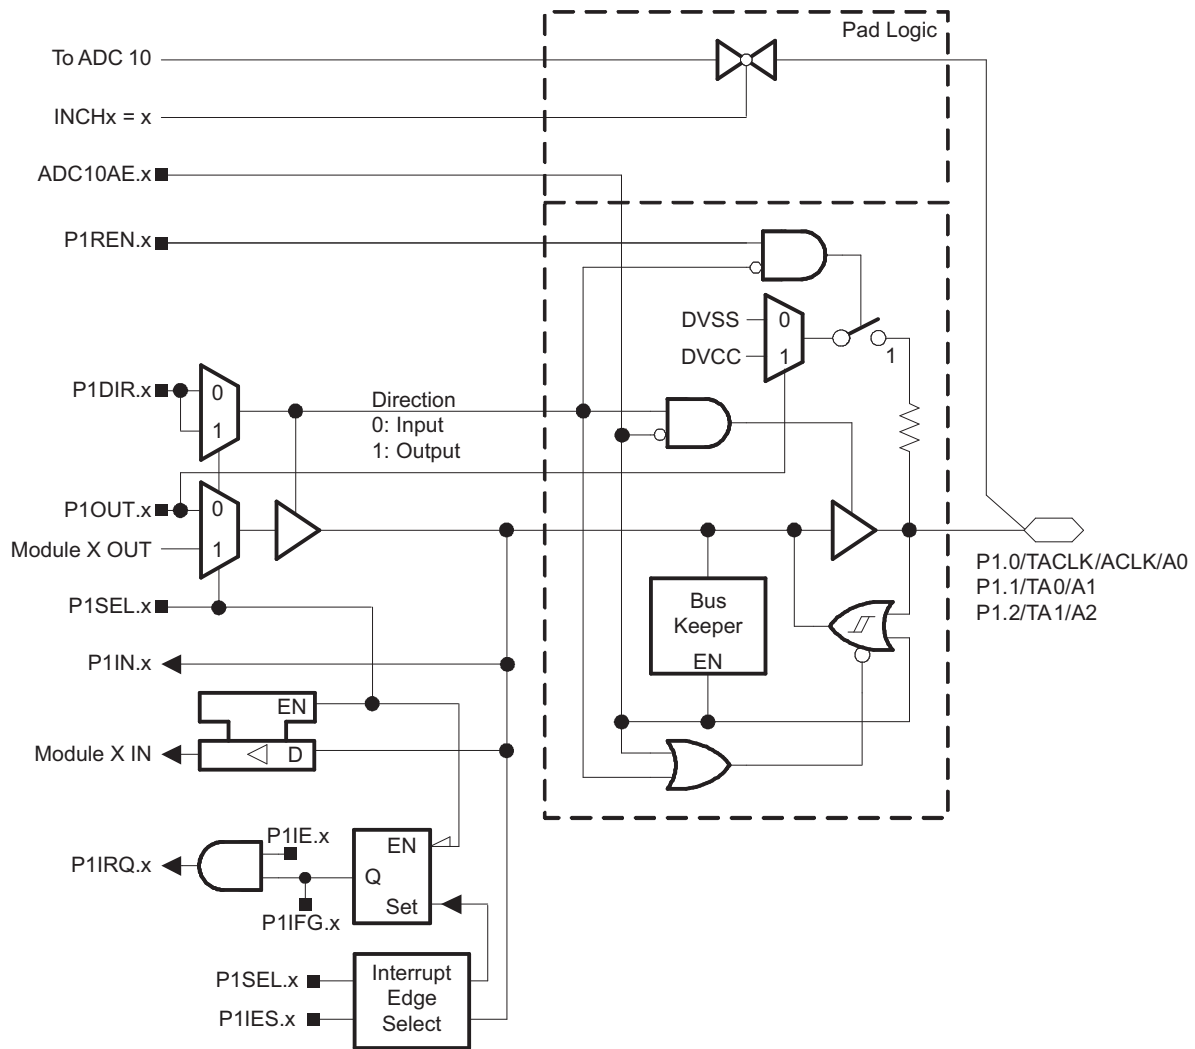 Pad Logic
To ADC 10
INCHx = x
ADC10AE.x
P1REN.x
DVSS
0
DVCC
1
1
P1DIR.x
0
1
Direction
0: Input
1: Output
P1OUT.x
0
Module X OUT
1
P1.0/TACLK/ACLK/A0
P1.1/TA0/A1
P1.2/TA1/A2
P1SEL.x
Bus
Keeper
EN
P1IN.x
EN
Module X IN
D
P1IE.x
P1IRQ.x
EN
Q
Set
P1IFG.x
P1SEL.x
P1IES.x
Interrupt
Edge
Select